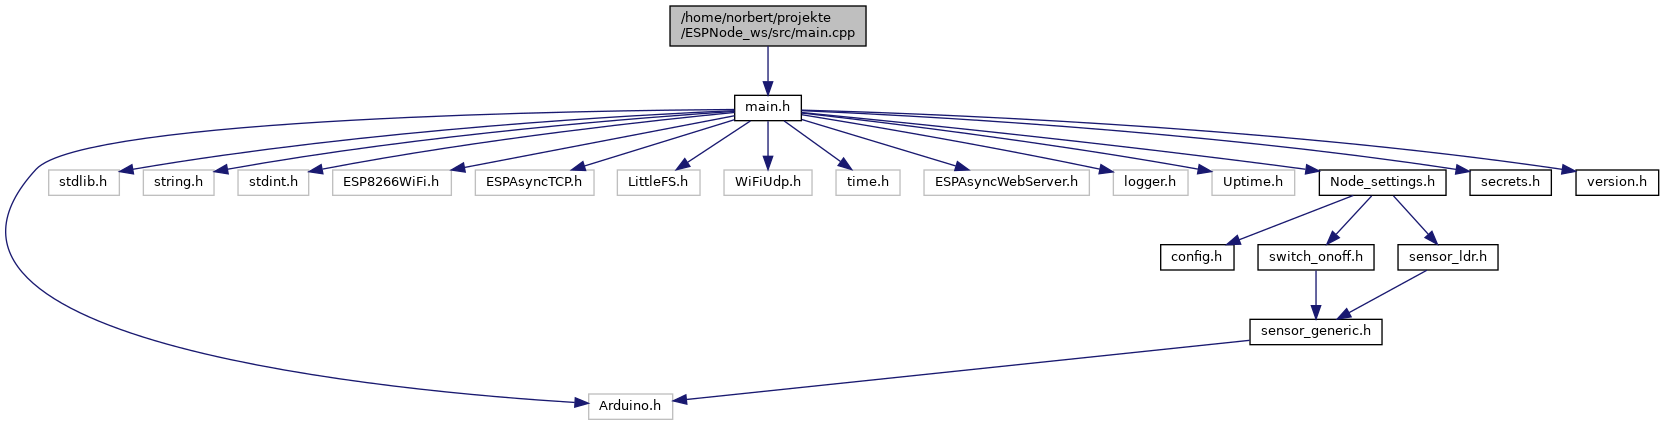 /home/norbert/projekte
/ESPNode_ws/src/main.cpp
main.h
stdlib.h
string.h
stdint.h
ESP8266WiFi.h
ESPAsyncTCP.h
LittleFS.h
WiFiUdp.h
time.h
ESPAsyncWebServer.h
logger.h
Uptime.h
Node_settings.h
secrets.h
version.h
config.h
switch_onoff.h
sensor_ldr.h
sensor_generic.h
Arduino.h